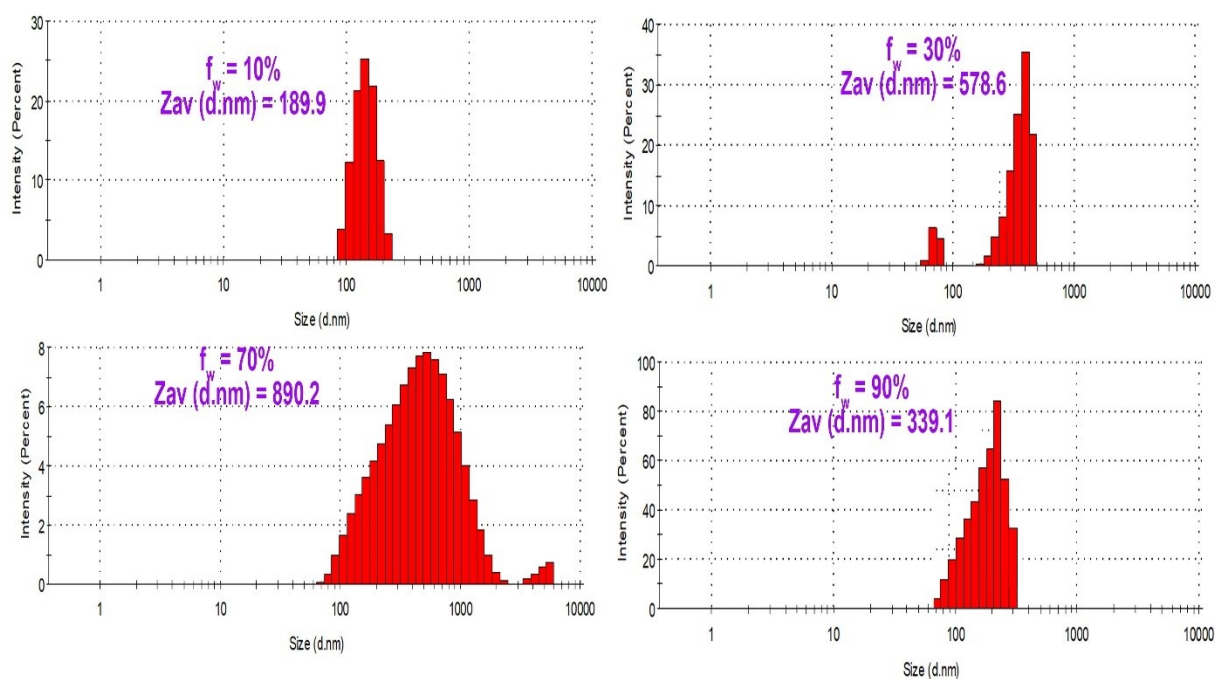 30
20
10
0
Intensity (Percent)
f_w = 10%
Zav (d.nm) = 189.9
1 10 100 1000 10000
Size (d.nm)
40
30
20
10
0
Intensity (Percent)
f_w = 30%
Zav (d.nm) = 578.6
1 10 100 1000 10000
Size (d.nm)
8
6
4
2
0
Intensity (Percent)
f_w = 70%
Zav (d.nm) = 890.2
1 10 100 1000 10000
Size (d.nm)
100
80
60
40
20
0
Intensity (Percent)
f_w = 90%
Zav (d.nm) = 339.1
1 10 100 1000 10000
Size (d.nm)